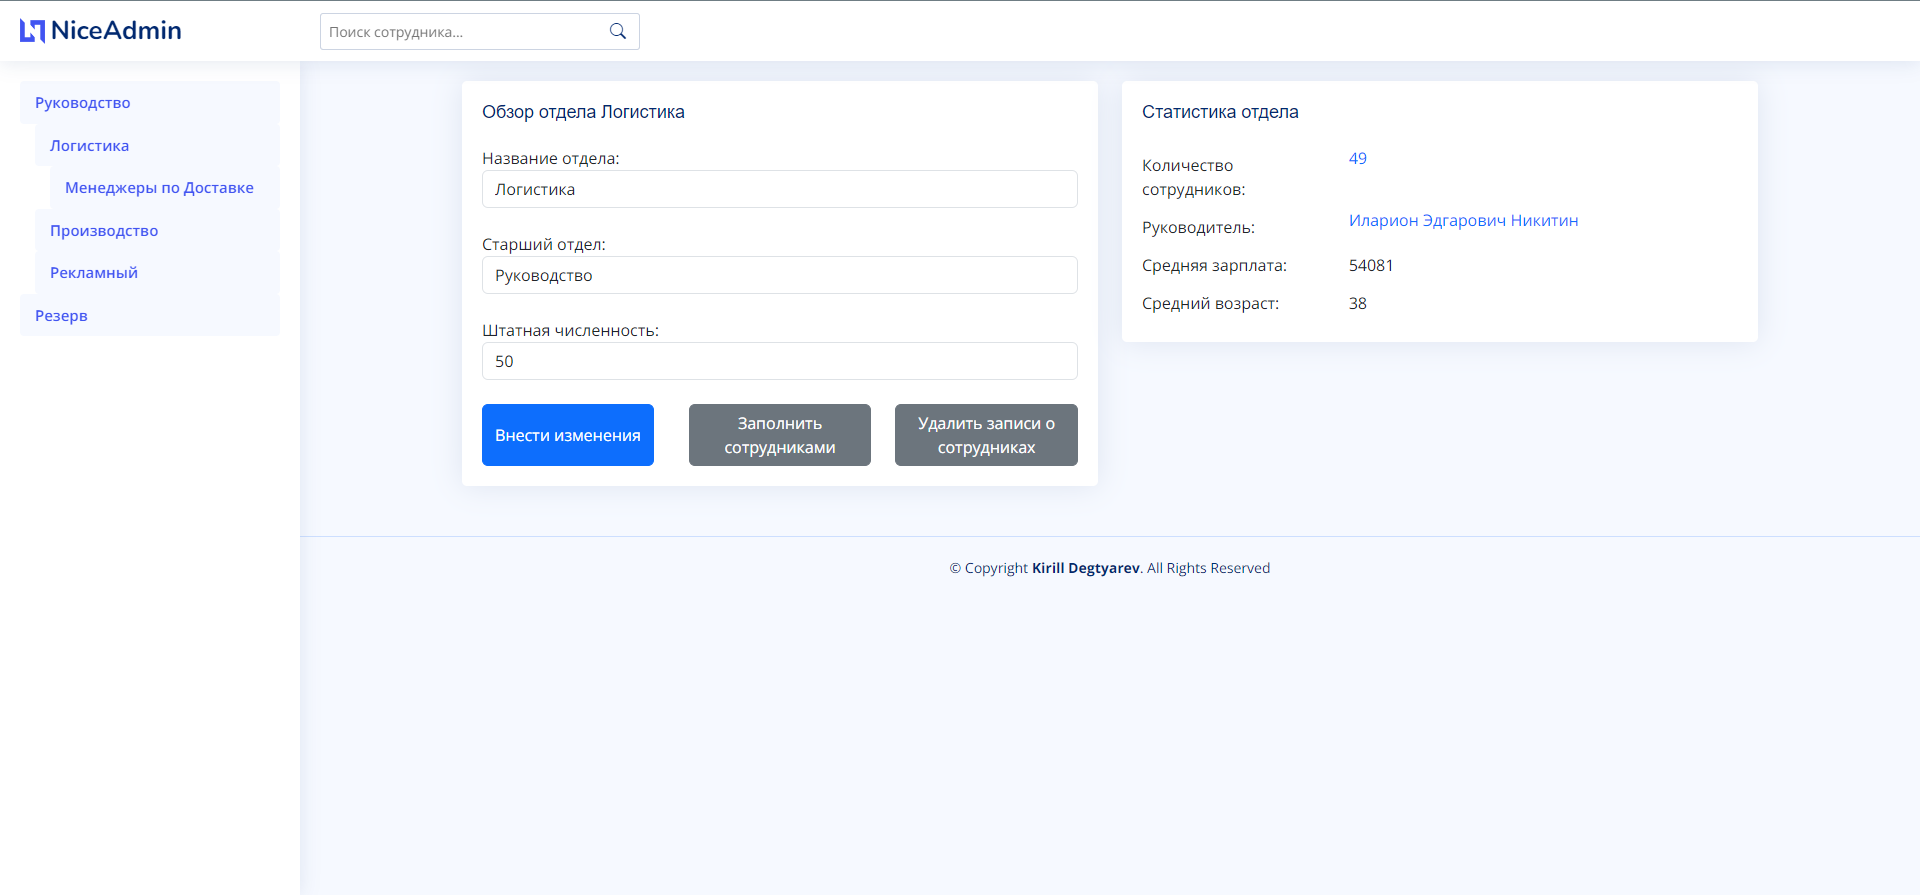 NiceAdmin
Поиск сотрудника...
Руководство
Логистика
Менеджеры по Доставке
Производство
Рекламный
Резерв
Обзор отдела Логистика
Название отдела:
Логистика
Старший отдел:
Руководство
Штатная численность:
50
Внести изменения
Заполнить
сотрудниками
Удалить записи о
сотрудниках
Статистика отдела
Количество
сотрудников:
49
Руководитель:
Иларион Эдгарович Никитин
Средняя зарплата:
54081
Средний возраст:
38
© Copyright Kirill Degtyarev. All Rights Reserved